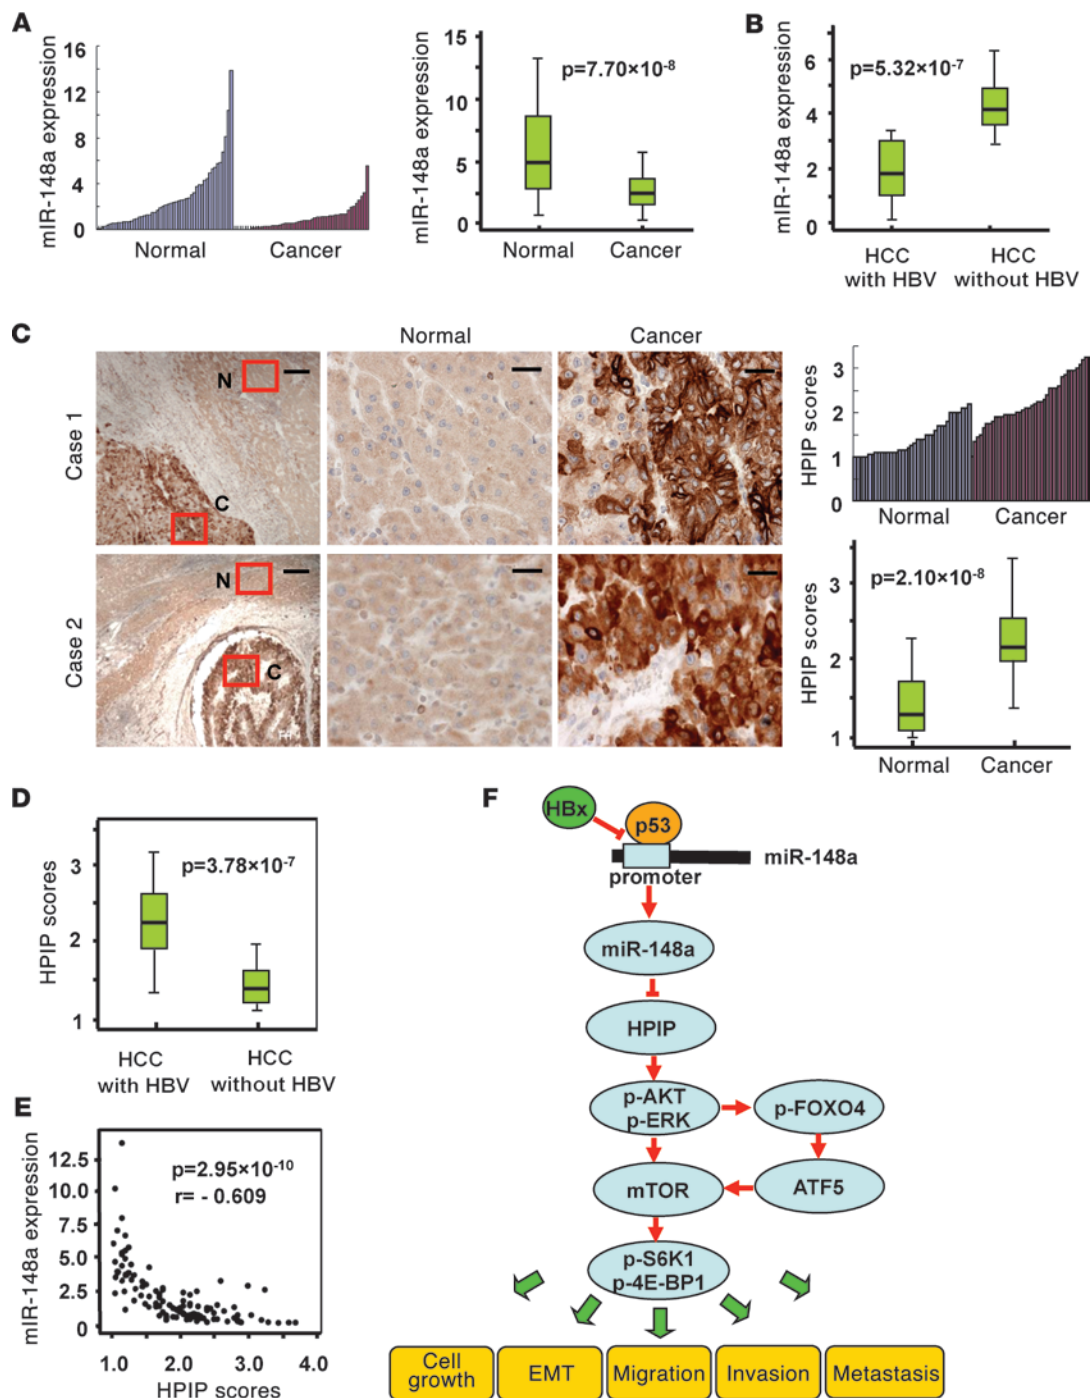 A
mIR-148a expression
16
12
8
4
0
Normal
Cancer
mIR-148a expression
15
10
5
0
p=7.70×10-8
Normal
Cancer
B
mIR-148a expression
6
4
2
0
p=5.32×10-7
HCC
with HBV
HCC
without HBV
C
Normal
Cancer
Case 1
N
C
Case 2
N
C
HPIP scores
3
2
1
0
Normal
Cancer
HPIP scores
3
2
1
p=2.10×10-8
Normal
Cancer
D
HPIP scores
3
2
1
p=3.78×10-7
HCC
with HBV
HCC
without HBV
E
mIR-148a expression
12.5
10.0
7.5
5.0
2.5
0
p=2.95×10-10
r= - 0.609
1.0
2.0
3.0
4.0
HPIP scores
F
HBx
p53
miR-148a
promoter
miR-148a
HPIP
p-AKT
p-ERK
p-FOXO4
mTOR
ATF5
p-S6K1
p-4E-BP1
Cell
growth
EMT
Migration
Invasion
Metastasis